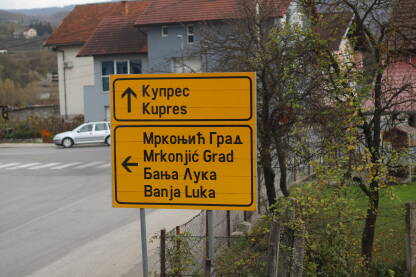 Купрес
Kupres
Мркоњић Град
Mrkonjić Grad
Бања Лука
Banja Luka